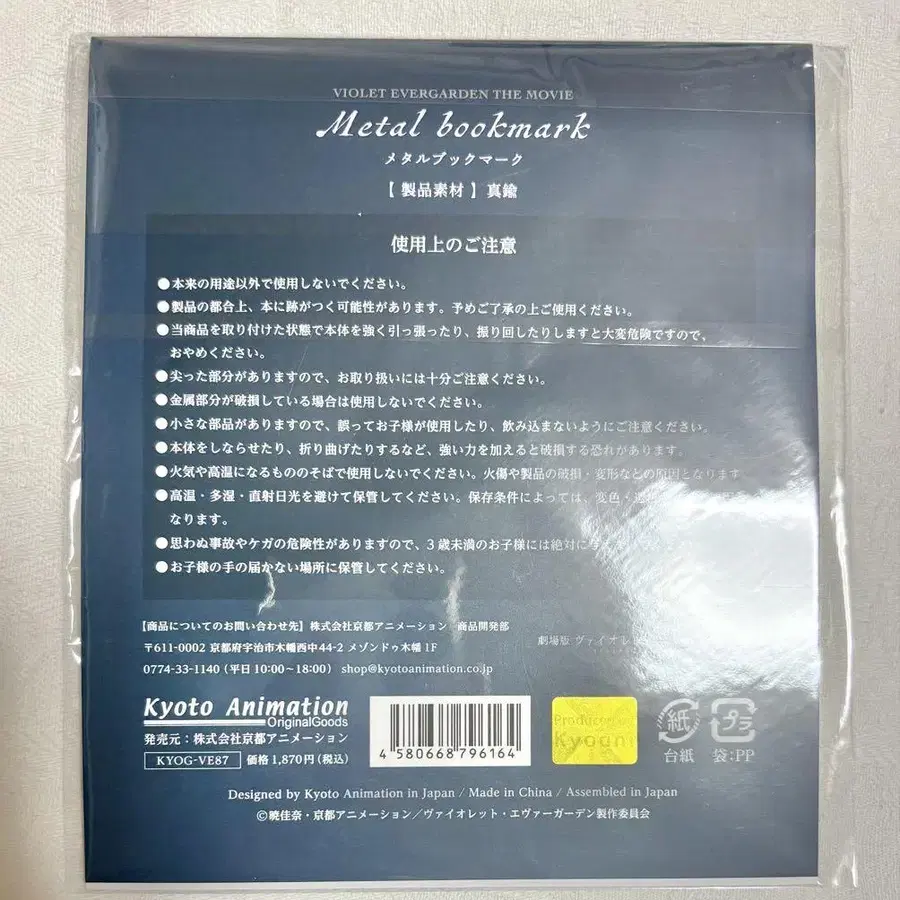 VIOLET EVERGARDEN THE MOVIE
Metal bookmark
メタルブックマーク
【 製品素材 】 真鍮
使用上のご注意
●本来の用途以外で使用しないでください。
●製品の都合上、本に跡がつく可能性があります。予めご了承の上ご使用ください。
●当商品を取り付けた状態で本体を強く引っ張ったり、振り回したりしますと大変危険ですので、
おやめください。
●尖った部分がありますので、お取り扱いには十分ご注意ください。
●金属部分が破損している場合は使用しないでください。
●小さな部品がありますので、誤ってお子様が使用したり、飲み込まないようにご注意ください。
●本体をしならせたり、折り曲げたりするなど、強い力を加えると破損する恐れがあります。
●火気や高温になるもののそばで使用しないでください。火傷や製品の破損・変形などの原因となります
●高温・多湿・直射日光を避けて保管してください。保存条件によっては、変色・
なります。
●思わぬ事故やケガの危険性がありますので、3歳未満のお子様には絶対に
●お子様の手の届かない場所に保管してください。
【商品についてのお問い合わせ先】株式会社京都アニメーション 商品開発部
〒611-0002 京都府宇治市木幡西中44-2 メゾンドゥ木幡 1F
0774-33-1140(平日 10:00~18:00) shop@kyotoanimation.co.jp
劇場版 ヴァイオレット
Kyoto Animation
OriginalGoods
発売元:株式会社京都アニメーション
KYOG-VE87 価格 1,870円(税込)
4 580668 796164
Kyoani
紙 プラ
台紙 袋:PP
Designed by Kyoto Animation in Japan / Made in China / Assembled in Japan
©暁佳奈・京都アニメーション/ヴァイオレット・エヴァーガーデン製作委員会